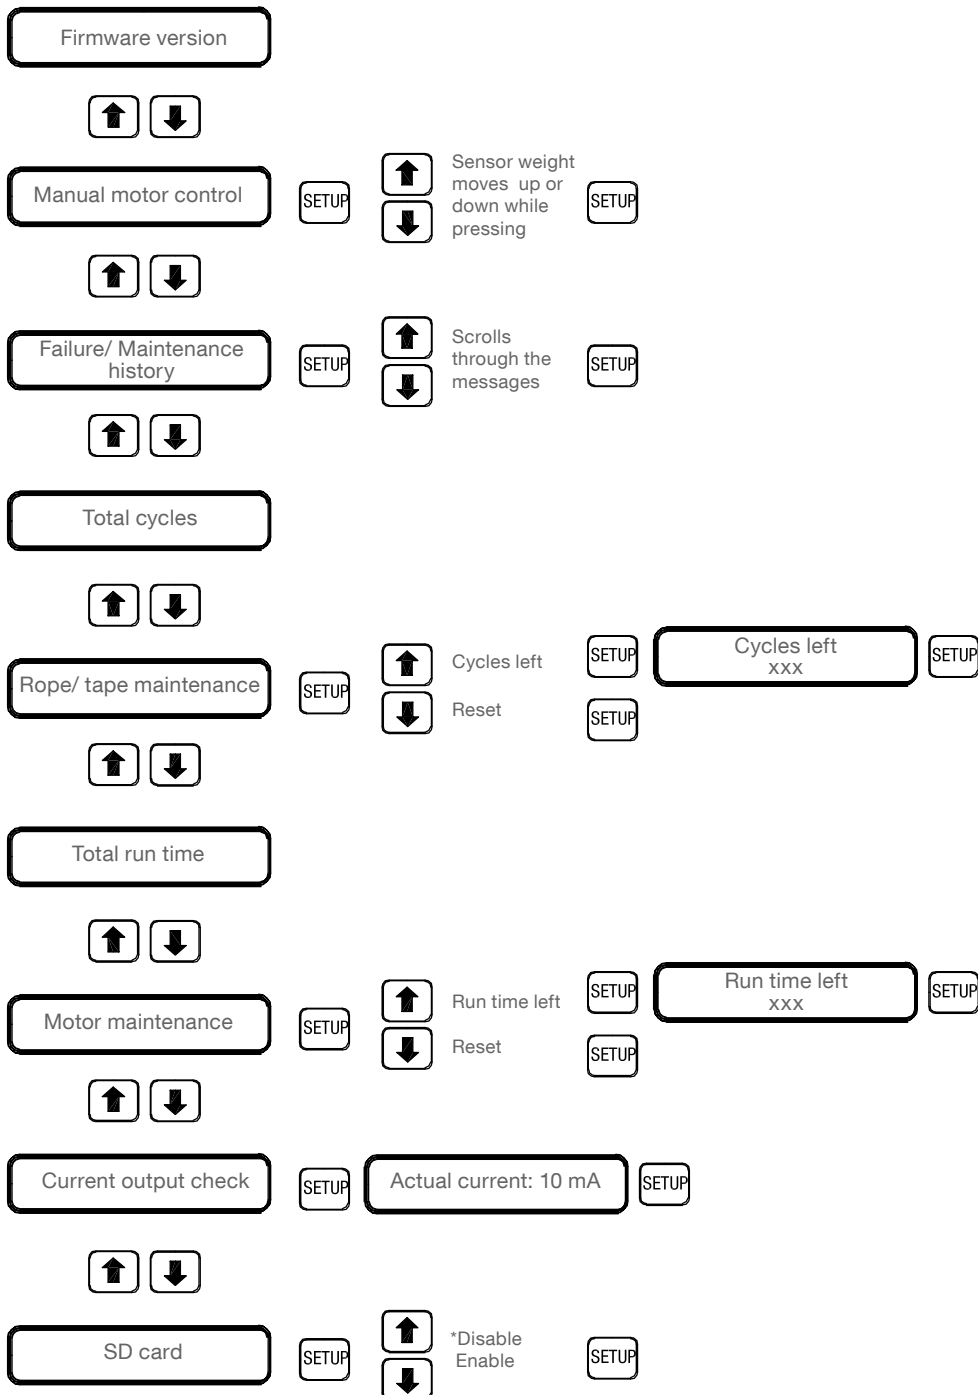 Firmware version
Manual motor control
SETUP
Sensor weight
moves up or
down while
pressing
SETUP
Failure/ Maintenance
history
SETUP
Scrolls
through the
messages
SETUP
Total cycles
Rope/ tape maintenance
SETUP
Cycles left
SETUP
Cycles left
xxx
SETUP
Reset
SETUP
Total run time
Motor maintenance
SETUP
Run time left
SETUP
Run time left
xxx
SETUP
Reset
SETUP
Current output check
SETUP
Actual current: 10 mA
SETUP
SD card
SETUP
*Disable
Enable
SETUP